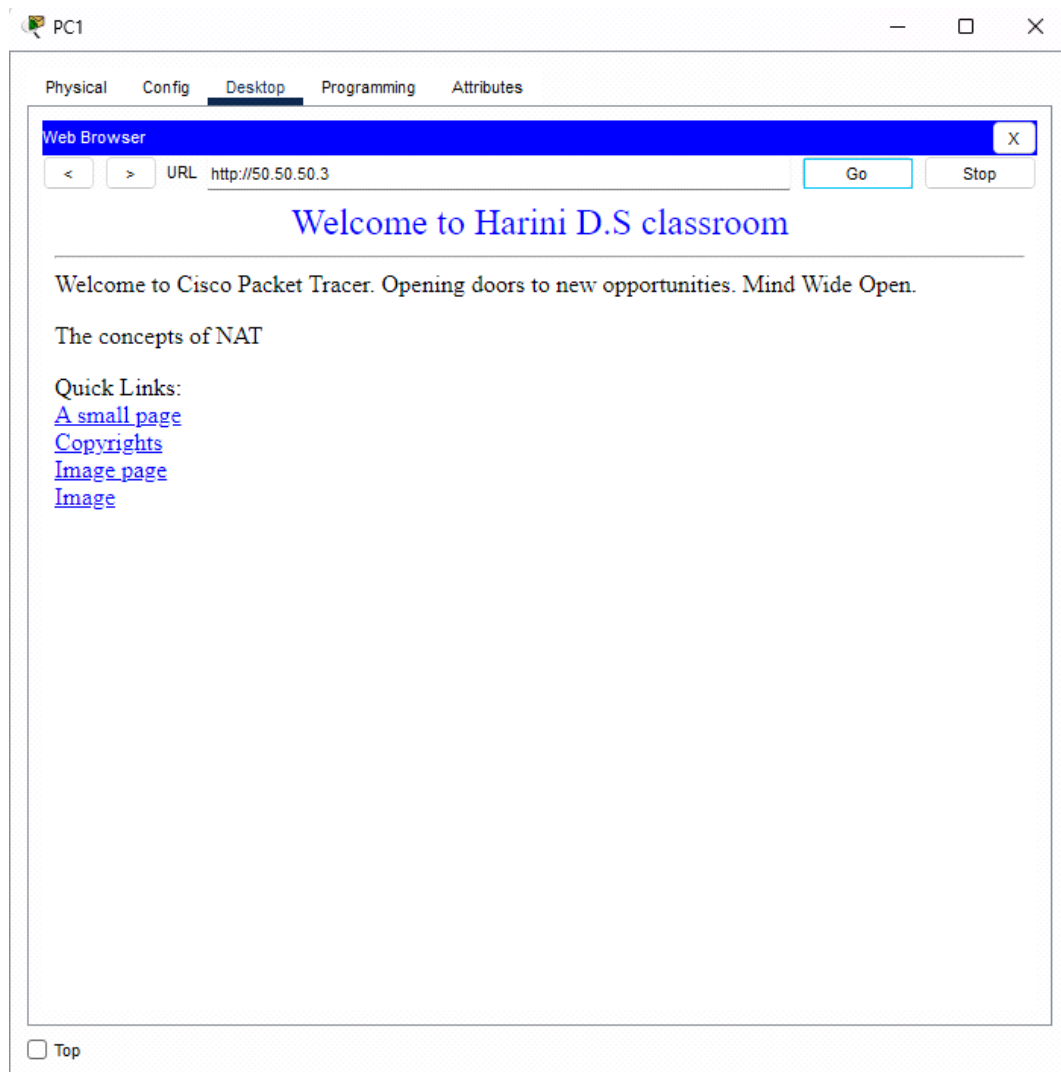 PC1
Physical Config Desktop Programming Attributes
Web Browser X
< > URL http://50.50.50.3 Go Stop
Welcome to Harini D.S classroom
Welcome to Cisco Packet Tracer. Opening doors to new opportunities. Mind Wide Open.
The concepts of NAT
Quick Links:
A small page
Copyrights
Image page
Image
Top